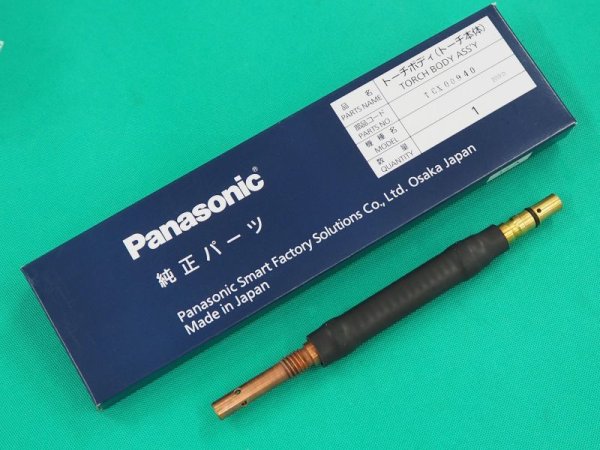 品名 トーチボディ(トーチ本体)
PARTS NAME TORCH BODY ASS'Y
部品コード
PARTS NO. TCX00940
機種名
MODEL
数量 1
QUANTITY
Panasonic®
純正パーツ
Panasonic Smart Factory Solutions Co., Ltd. Osaka Japan
Made in Japan